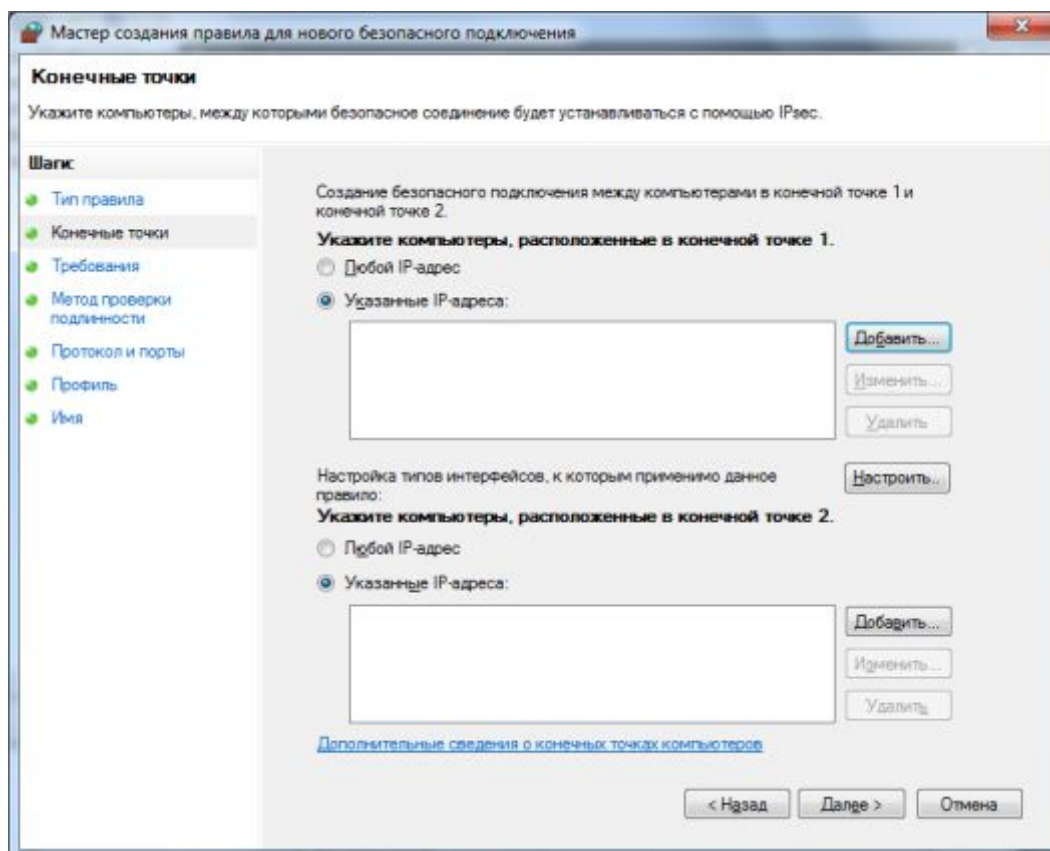 Мастер создания правила для нового безопасного подключения
Конечные точки
Укажите компьютеры, между которыми безопасное соединение будет устанавливаться с помощью IPsec.
Шаги:
Тип правила
Конечные точки
Требования
Метод проверки
подлинности
Протокол и порты
Профиль
Имя
Создание безопасного подключения между компьютерами в конечной точке 1 и
конечной точке 2.
Укажите компьютеры, расположенные в конечной точке 1.
Любой IP-адрес
Указанные IP-адреса:
Добавить...
Изменить...
Удалить
Настройка типов интерфейсов, к которым применимо данное
правило:
Настроить...
Укажите компьютеры, расположенные в конечной точке 2.
Любой IP-адрес
Указанные IP-адреса:
Добавить...
Изменить...
Удалить
Дополнительные сведения о конечных точках компьютеров
< Назад
Далее >
Отмена